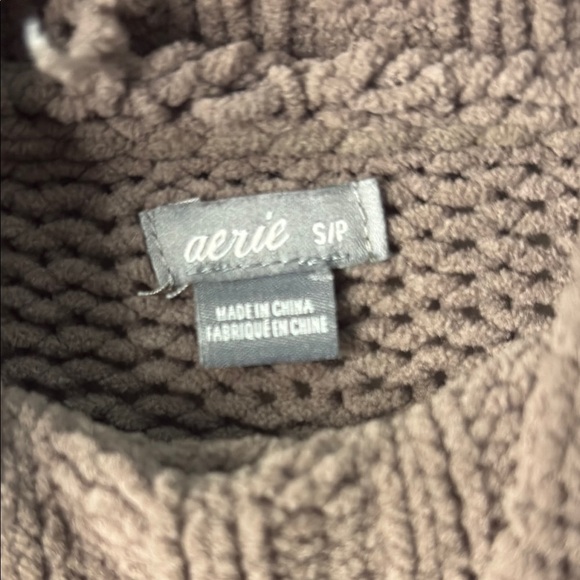 aerie S/P
MADE IN CHINA
FABRIQUÉ EN CHINE